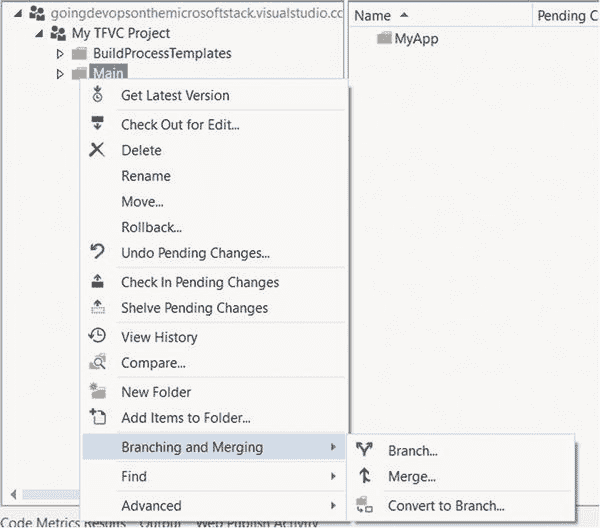 goingdevopsonthemicrosoftstack.visualstudio.cc
Name
Pending C
My TFVC Project
MyApp
BuildProcessTemplates
Main
Get Latest Version
Check Out for Edit...
Delete
Rename
Move...
Rollback...
Undo Pending Changes...
Check In Pending Changes
Shelve Pending Changes
View History
Compare...
New Folder
Add Items to Folder...
Branching and Merging
Branch...
Merge...
Find
Advanced
Convert to Branch...
Code Metrics Results Output Web Publish Activity